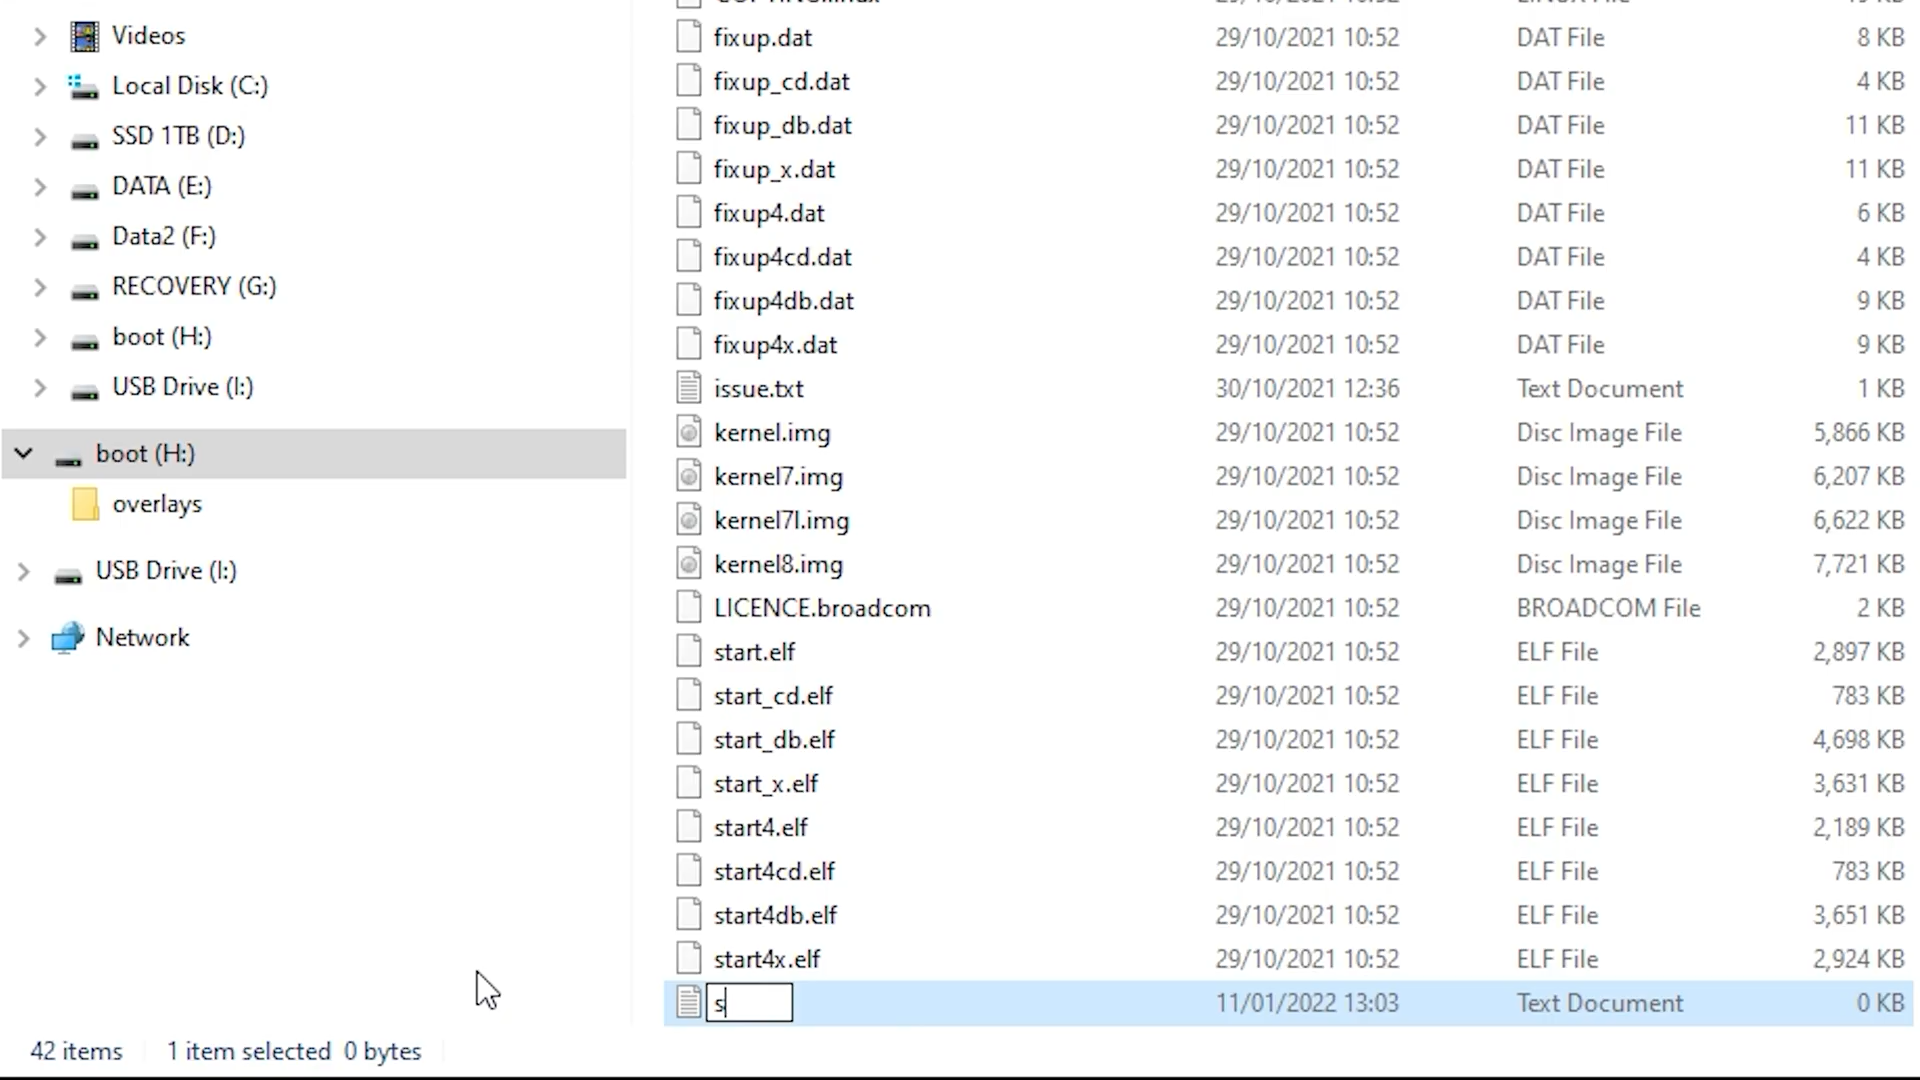 Videos
Local Disk (C:)
SSD 1TB (D:)
DATA (E:)
Data2 (F:)
RECOVERY (G:)
boot (H:)
USB Drive (I:)
boot (H:)
overlays
USB Drive (I:)
Network
fixup.dat 29/10/2021 10:52 DAT File 8 KB
fixup_cd.dat 29/10/2021 10:52 DAT File 4 KB
fixup_db.dat 29/10/2021 10:52 DAT File 11 KB
fixup_x.dat 29/10/2021 10:52 DAT File 11 KB
fixup4.dat 29/10/2021 10:52 DAT File 6 KB
fixup4cd.dat 29/10/2021 10:52 DAT File 4 KB
fixup4db.dat 29/10/2021 10:52 DAT File 9 KB
fixup4x.dat 29/10/2021 10:52 DAT File 9 KB
issue.txt 30/10/2021 12:36 Text Document 1 KB
kernel.img 29/10/2021 10:52 Disc Image File 5,866 KB
kernel7.img 29/10/2021 10:52 Disc Image File 6,207 KB
kernel7l.img 29/10/2021 10:52 Disc Image File 6,622 KB
kernel8.img 29/10/2021 10:52 Disc Image File 7,721 KB
LICENCE.broadcom 29/10/2021 10:52 BROADCOM File 2 KB
start.elf 29/10/2021 10:52 ELF File 2,897 KB
start_cd.elf 29/10/2021 10:52 ELF File 783 KB
start_db.elf 29/10/2021 10:52 ELF File 4,698 KB
start_x.elf 29/10/2021 10:52 ELF File 3,631 KB
start4.elf 29/10/2021 10:52 ELF File 2,189 KB
start4cd.elf 29/10/2021 10:52 ELF File 783 KB
start4db.elf 29/10/2021 10:52 ELF File 3,651 KB
start4x.elf 29/10/2021 10:52 ELF File 2,924 KB
s 11/01/2022 13:03 Text Document 0 KB
42 items 1 item selected 0 bytes